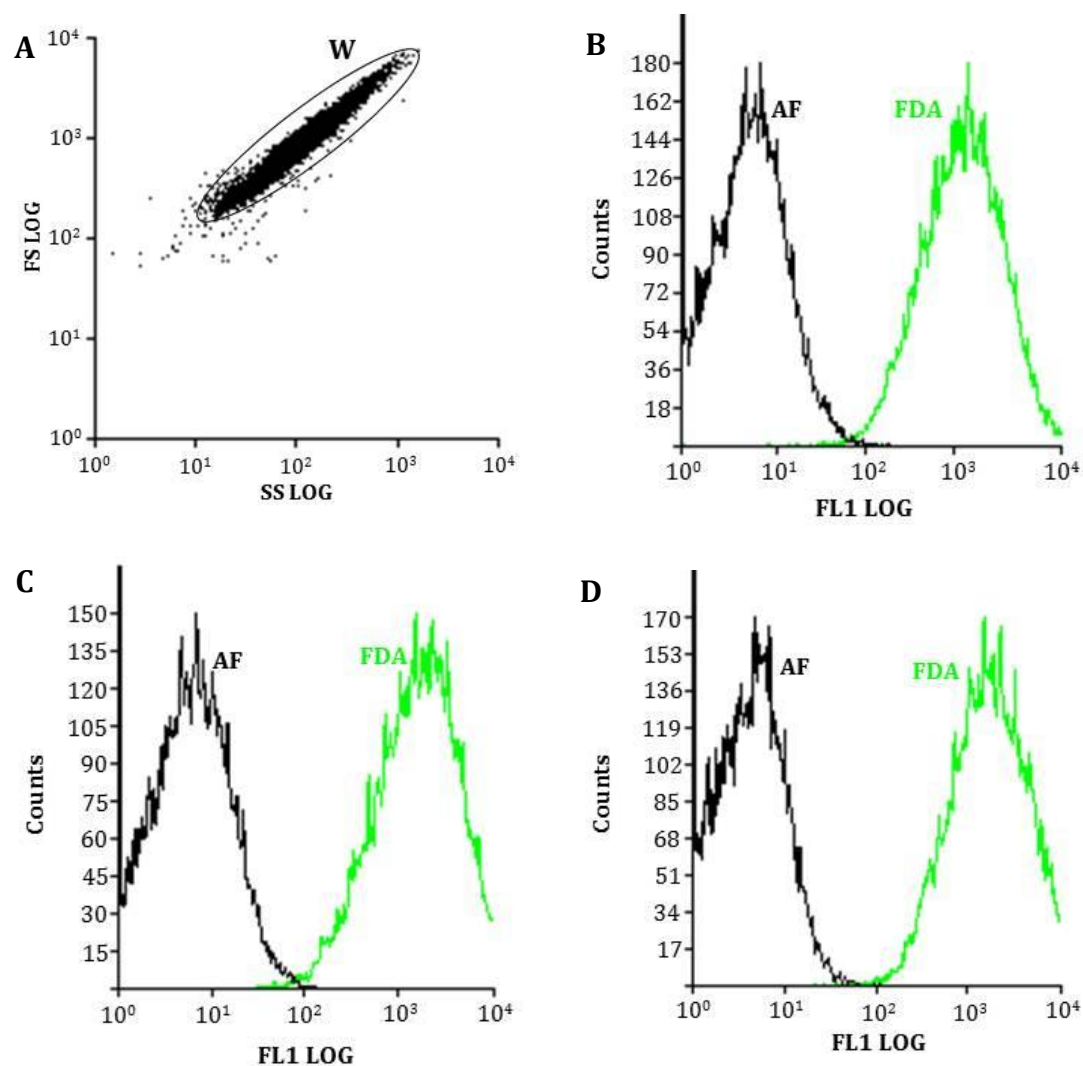 A
W
10⁴
10³
10²
10¹
10⁰
FS LOG
10⁰ 10¹ 10² 10³ 10⁴
SS LOG
B
AF
FDA
180
162
144
126
108
90
72
54
36
18
Counts
10⁰ 10¹ 10² 10³ 10⁴
FL1 LOG
C
AF
FDA
150
135
120
105
90
75
60
45
30
15
Counts
10⁰ 10¹ 10² 10³ 10⁴
FL1 LOG
D
AF
FDA
170
153
136
119
102
85
68
51
34
17
Counts
10⁰ 10¹ 10² 10³ 10⁴
FL1 LOG